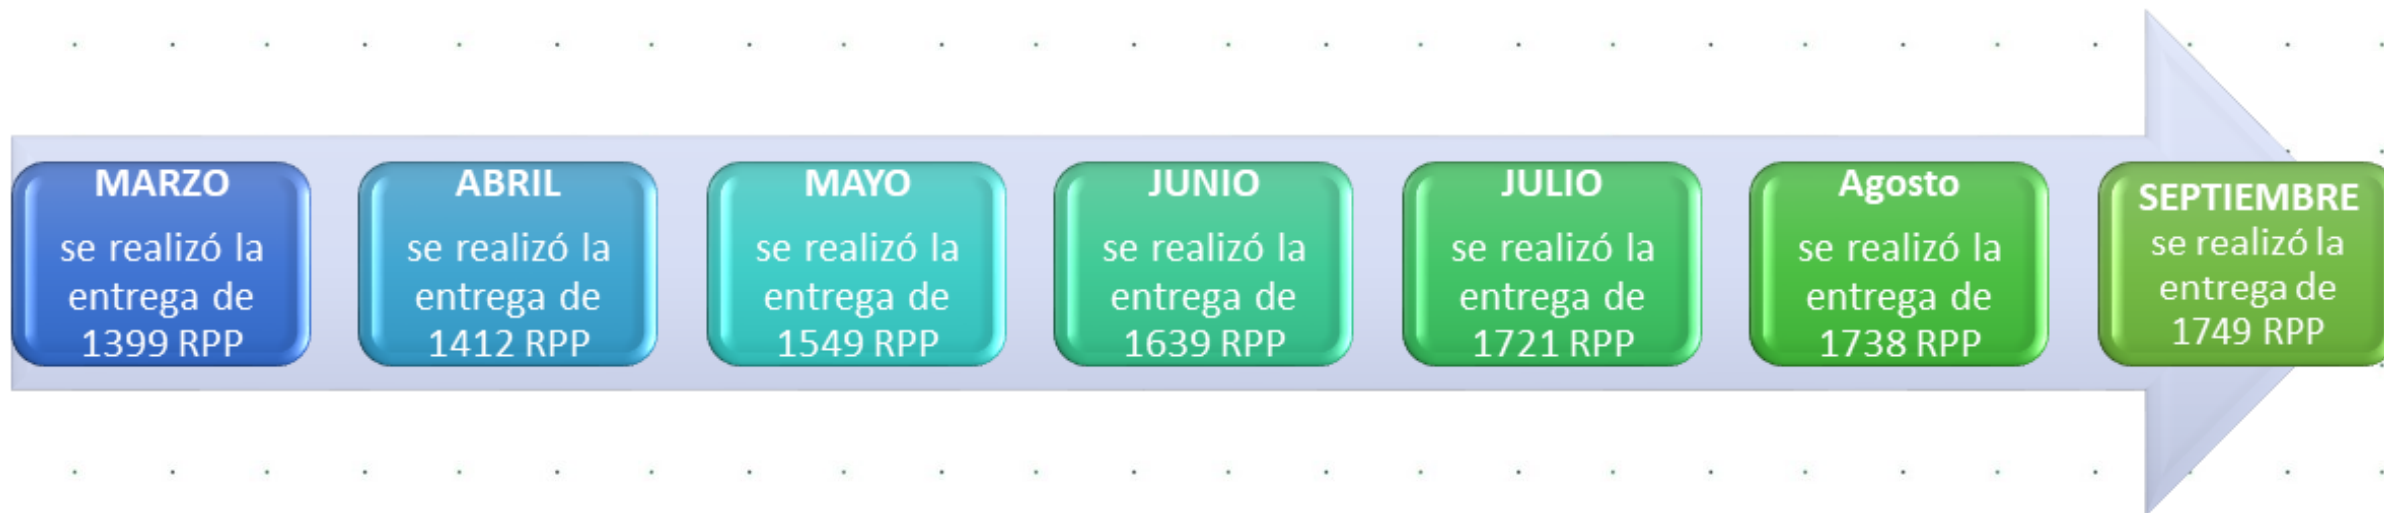 MARZO
se realizó la
entrega de
1399 RPP
ABRIL
se realizó la
entrega de
1412 RPP
MAYO
se realizó la
entrega de
1549 RPP
JUNIO
se realizó la
entrega de
1639 RPP
JULIO
se realizó la
entrega de
1721 RPP
Agosto
se realizó la
entrega de
1738 RPP
SEPTIEMBRE
se realizó la
entrega de
1749 RPP